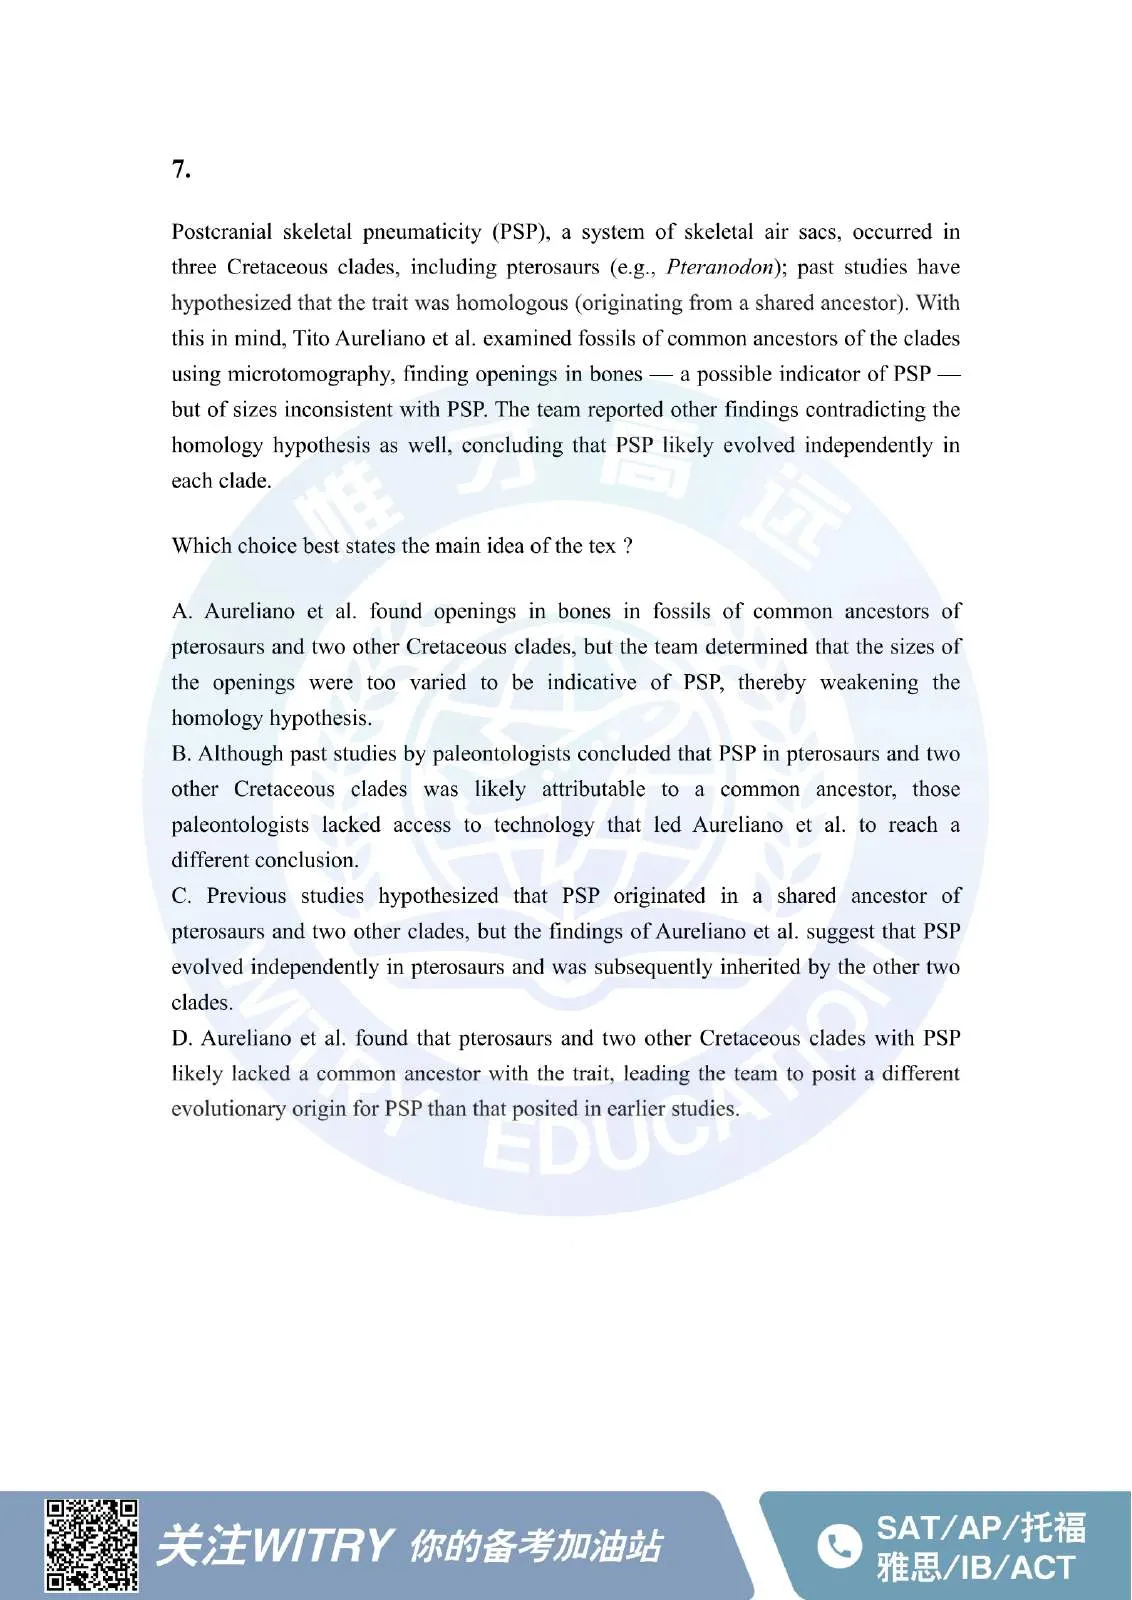 7.
Postcranial skeletal pneumaticity (PSP), a system of skeletal air sacs, occurred in
three Cretaceous clades, including pterosaurs (e.g., Pteranodon); past studies have
hypothesized that the trait was homologous (originating from a shared ancestor). With
this in mind, Tito Aureliano et al. examined fossils of common ancestors of the clades
using microtomography, finding openings in bones — a possible indicator of PSP —
but of sizes inconsistent with PSP. The team reported other findings contradicting the
homology hypothesis as well, concluding that PSP likely evolved independently in
each clade.
Which choice best states the main idea of the tex ?
A. Aureliano et al. found openings in bones in fossils of common ancestors of
pterosaurs and two other Cretaceous clades, but the team determined that the sizes of
the openings were too varied to be indicative of PSP, thereby weakening the
homology hypothesis.
B. Although past studies by paleontologists concluded that PSP in pterosaurs and two
other Cretaceous clades was likely attributable to a common ancestor, those
paleontologists lacked access to technology that led Aureliano et al. to reach a
different conclusion.
C. Previous studies hypothesized that PSP originated in a shared ancestor of
pterosaurs and two other clades, but the findings of Aureliano et al. suggest that PSP
evolved independently in pterosaurs and was subsequently inherited by the other two
clades.
D. Aureliano et al. found that pterosaurs and two other Cretaceous clades with PSP
likely lacked a common ancestor with the trait, leading the team to posit a different
evolutionary origin for PSP than that posited in earlier studies.
惟才高远
WITRY EDUCATION
关注WITRY 你的备考加油站
SAT/AP/托福
雅思/IB/ACT